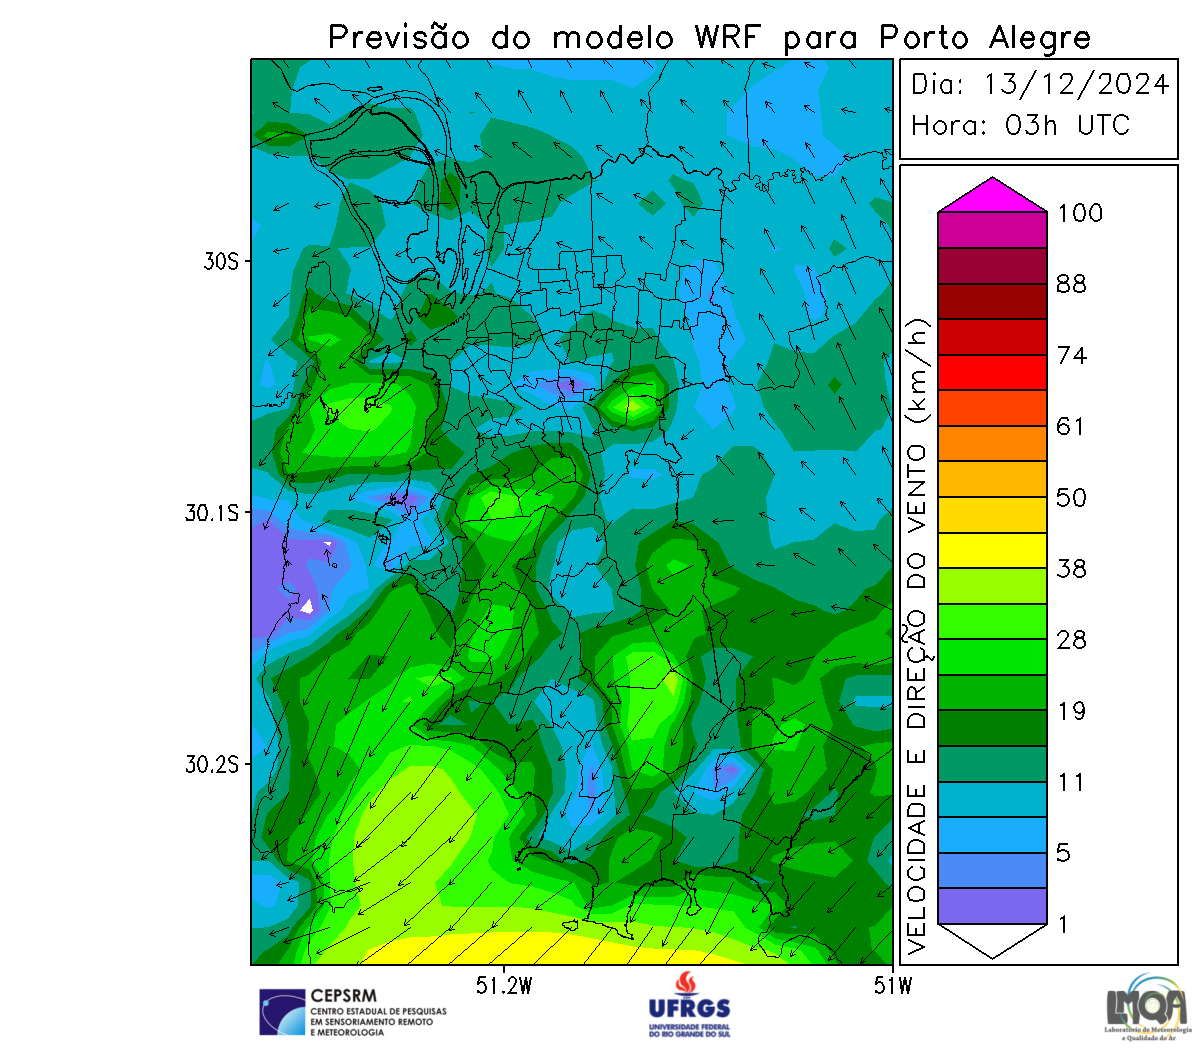 Previsão do modelo WRF para Porto Alegre
Dia: 13/12/2024
Hora: 03h UTC
30S
30.1S
30.2S
51.2W
51W
VELOCIDADE E DIREÇÃO DO VENTO (km/h)
100
88
74
61
50
38
28
19
11
5
1
CEPSRM
CENTRO ESTADUAL DE PESQUISAS
EM SENSORIAMENTO REMOTO
E METEOROLOGIA
UFRGS
UNIVERSIDADE FEDERAL
DO RIO GRANDE DO SUL
LMQA
Laboratório de Meteorologia
e Qualidade do Ar